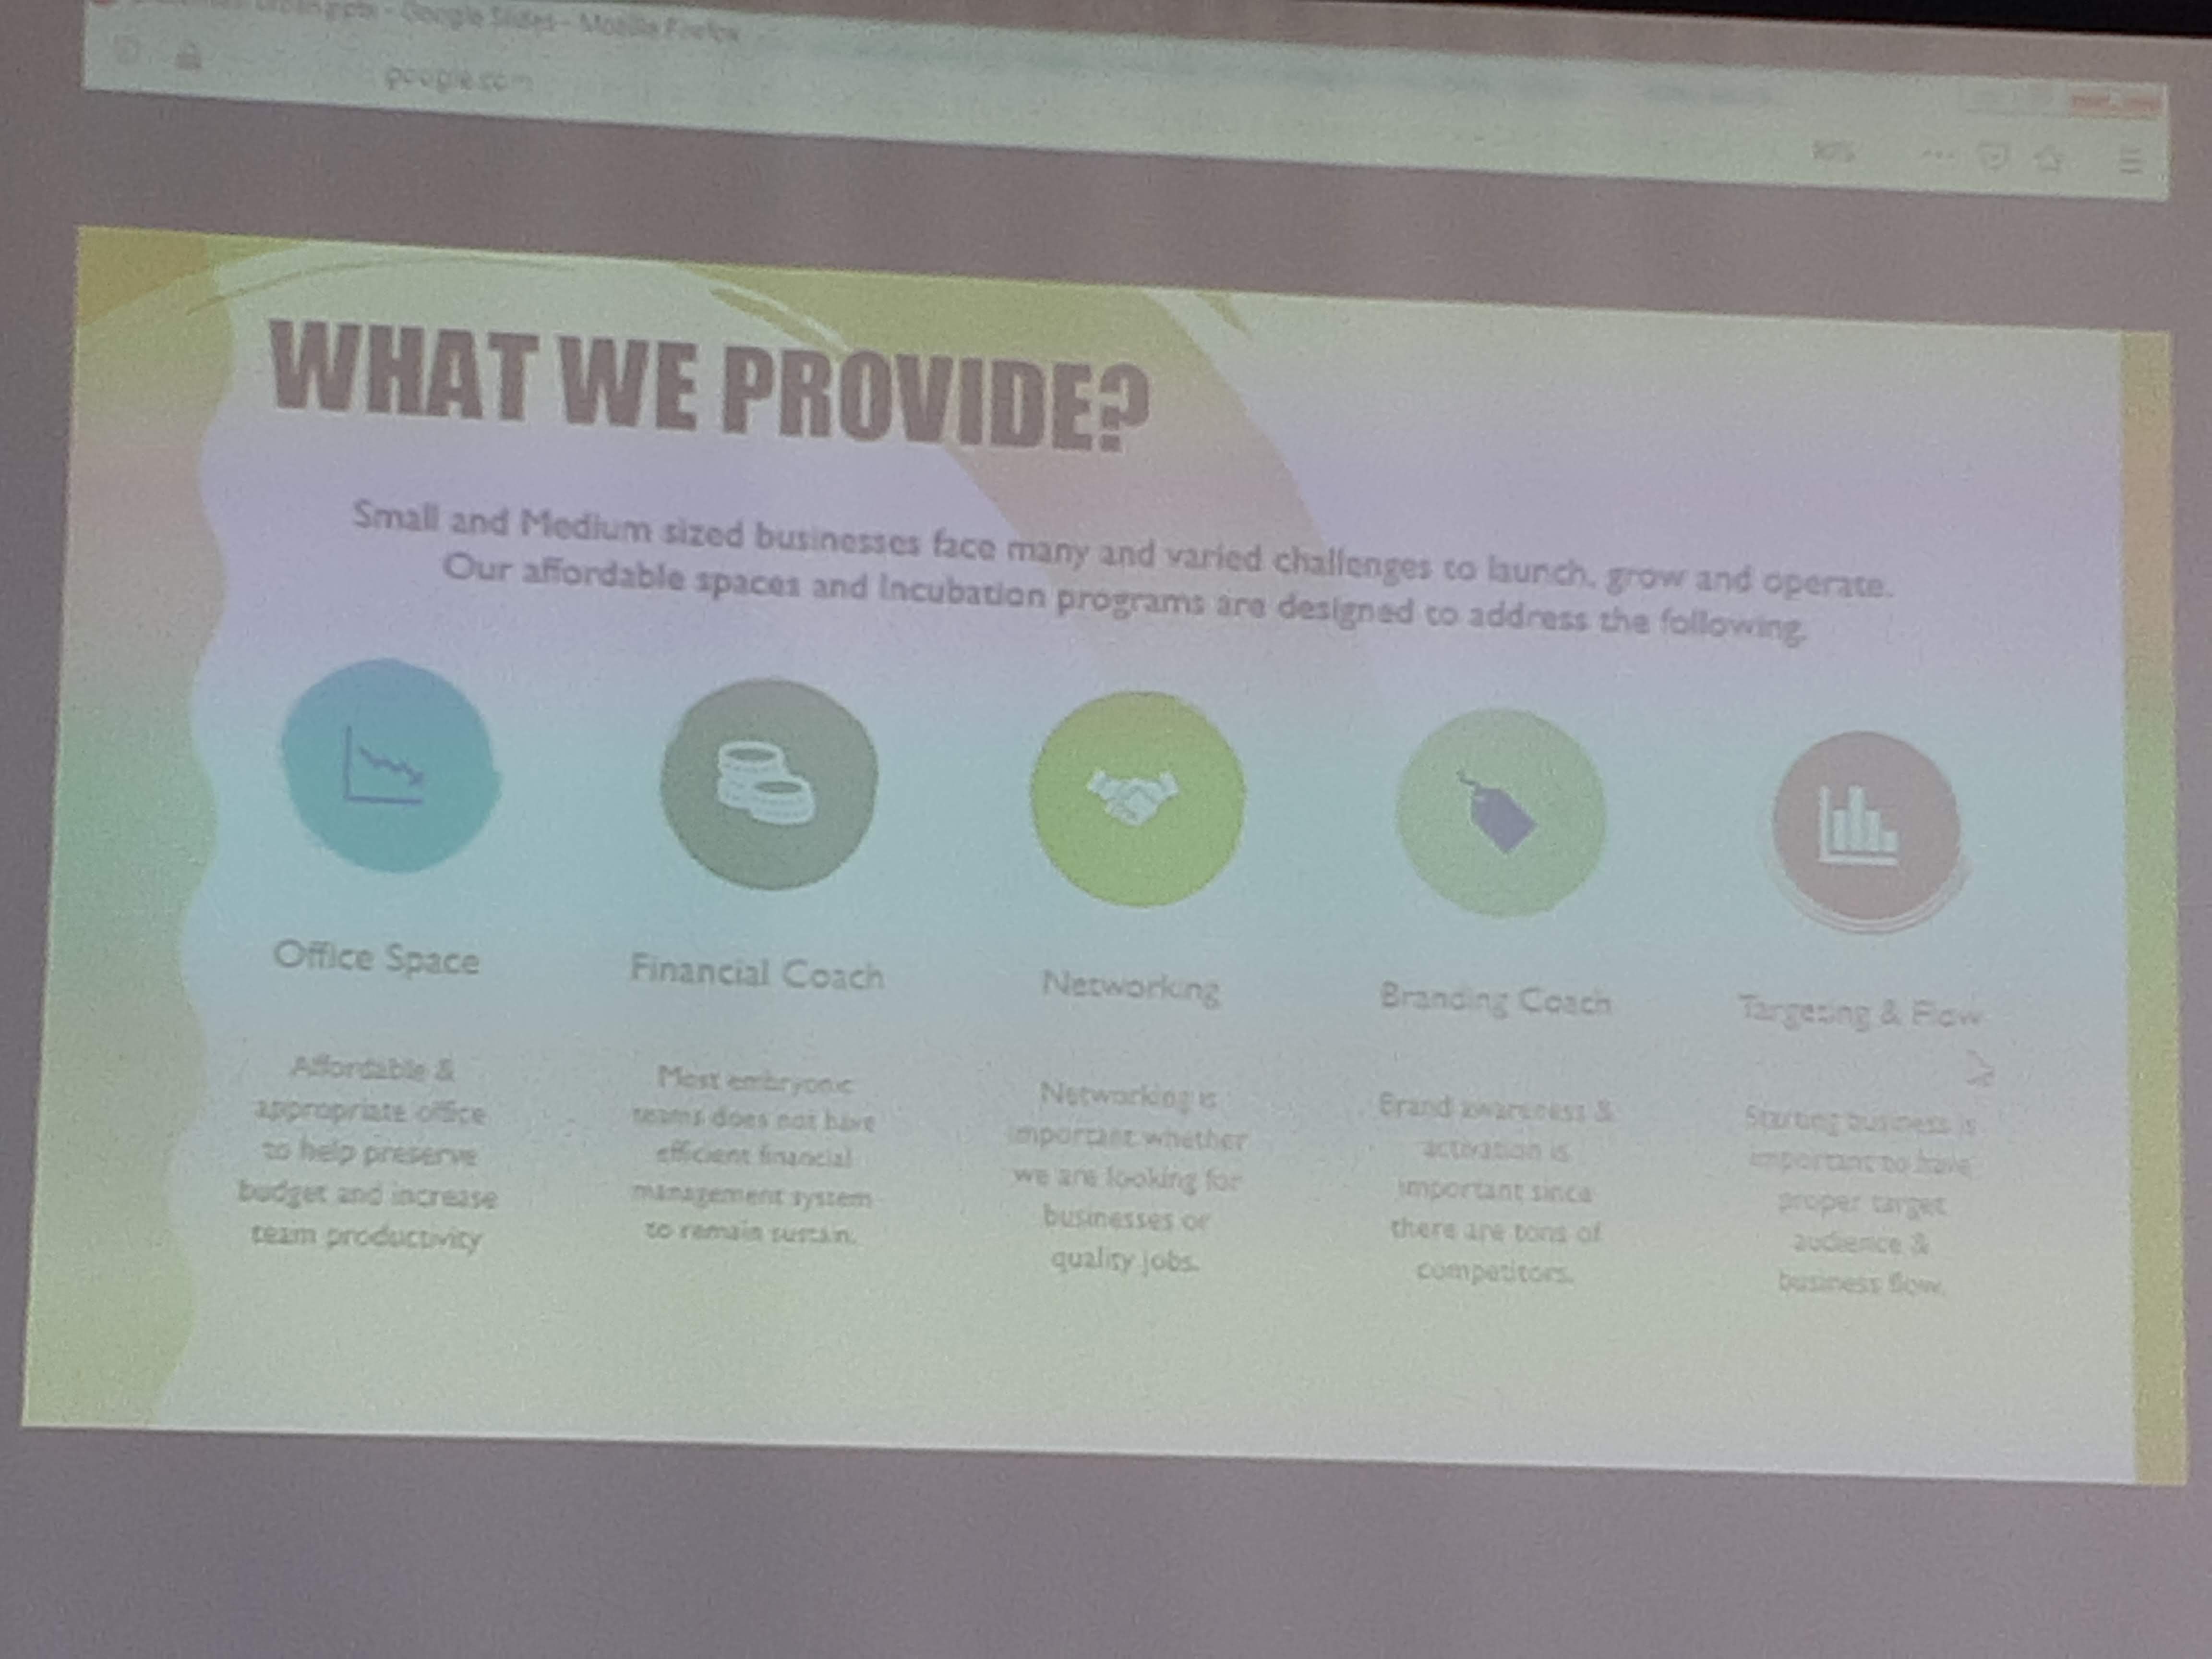 - Google Slides - Mozilla Firefox
google.com
WHAT WE PROVIDE?
Small and Medium sized businesses face many and varied challenges to launch, grow and operate.
Our affordable spaces and Incubation programs are designed to address the following.
Office Space
Affordable &
appropriate office
to help preserve
budget and increase
team productivity
Financial Coach
Most embryonic
teams does not have
efficient financial
management system
to remain sustain.
Networking
Networking is
important whether
we are looking for
businesses or
quality jobs.
Branding Coach
Brand awareness &
activation is
important since
there are tons of
competitors.
Targeting & Flow
Starting business is
important to have
proper target
audience &
business flow.